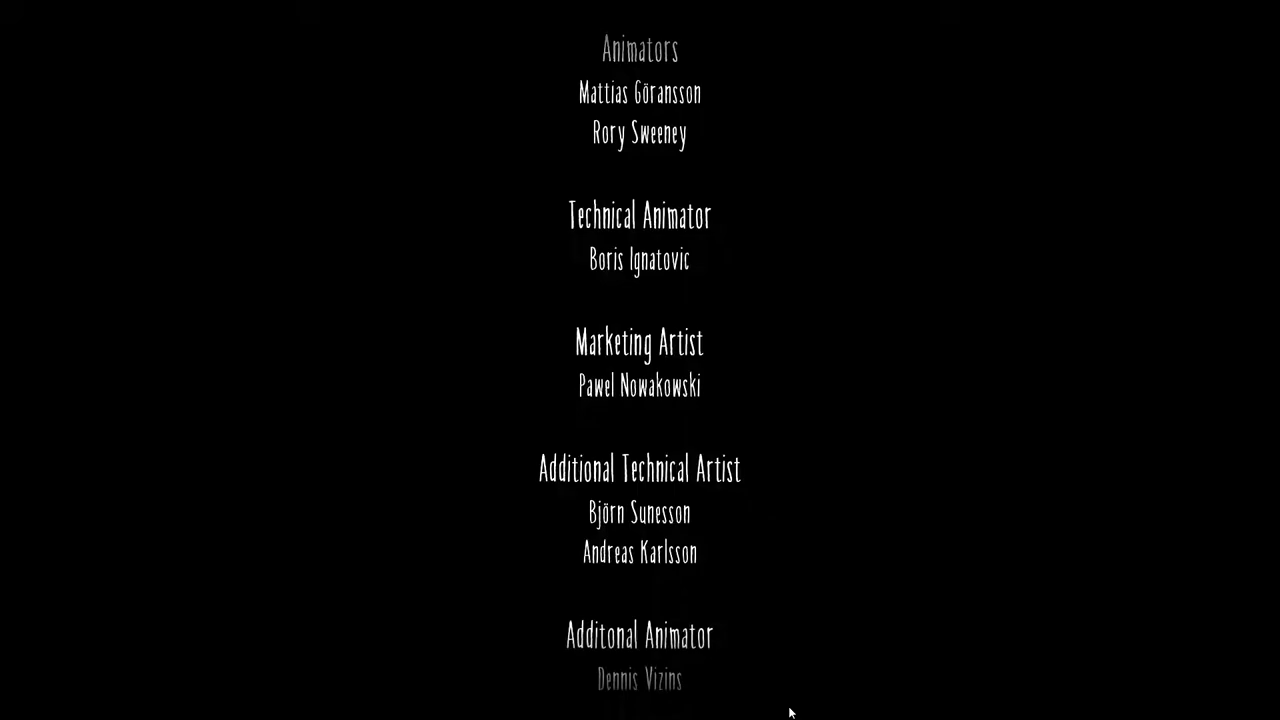 Animators
Mattias Göransson
Rory Sweeney
Technical Animator
Boris Ignatovic
Marketing Artist
Pawel Nowakowski
Additional Technical Artist
Björn Sunesson
Andreas Karlsson
Additonal Animator
Dennis Vizins